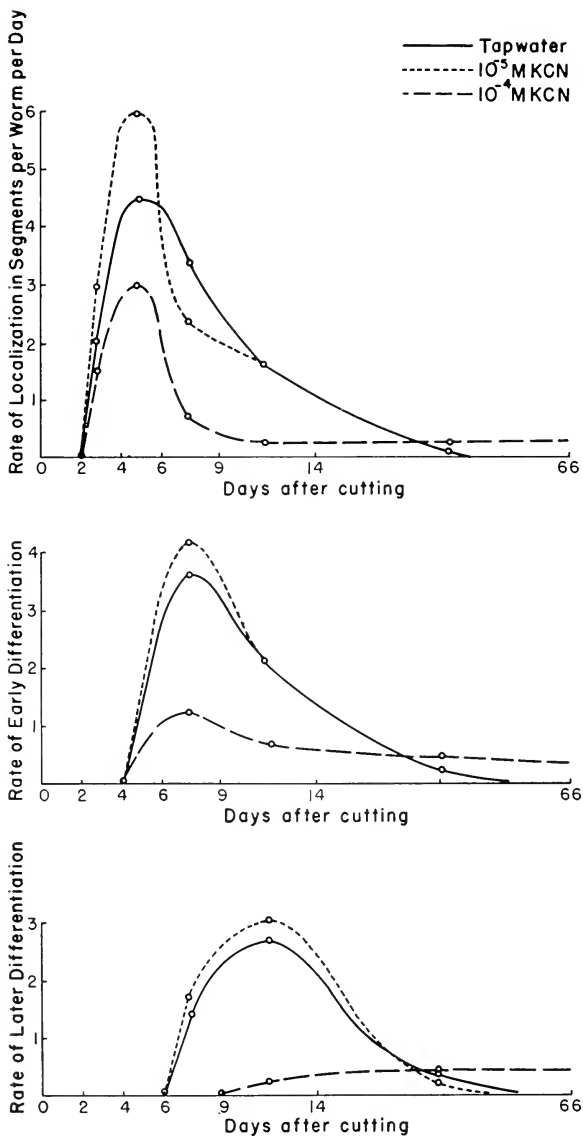 Tapwater
10⁻⁵ M KCN
10⁻⁴ M KCN
Rate of Localization in Segments per Worm per Day
6
5
4
3
2
1
0 2 4 6 9 14 66
Days after cutting
Rate of Early Differentiation
4
3
2
1
0 2 4 6 9 14 66
Days after cutting
Rate of Later Differentiation
3
2
1
0 2 4 6 9 14 66
Days after cutting